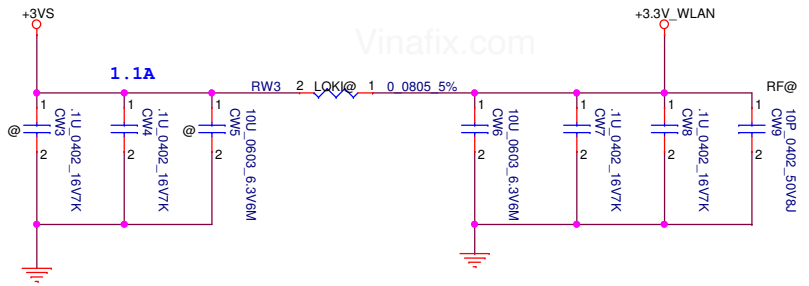 +3VS
+3.3V_WLAN
Vinafix.com
1.1A
RW3 2 LOKI@ 1 0_0805_5%
RF@
@
1
2
CW3
.1U_0402_16V7K
1
2
CW4
.1U_0402_16V7K
@
1
2
CW5
10U_0603_6.3V6M
1
2
CW6
10U_0603_6.3V6M
1
2
CW7
.1U_0402_16V7K
1
2
CW8
.1U_0402_16V7K
1
2
CW9
10P_0402_50V8J